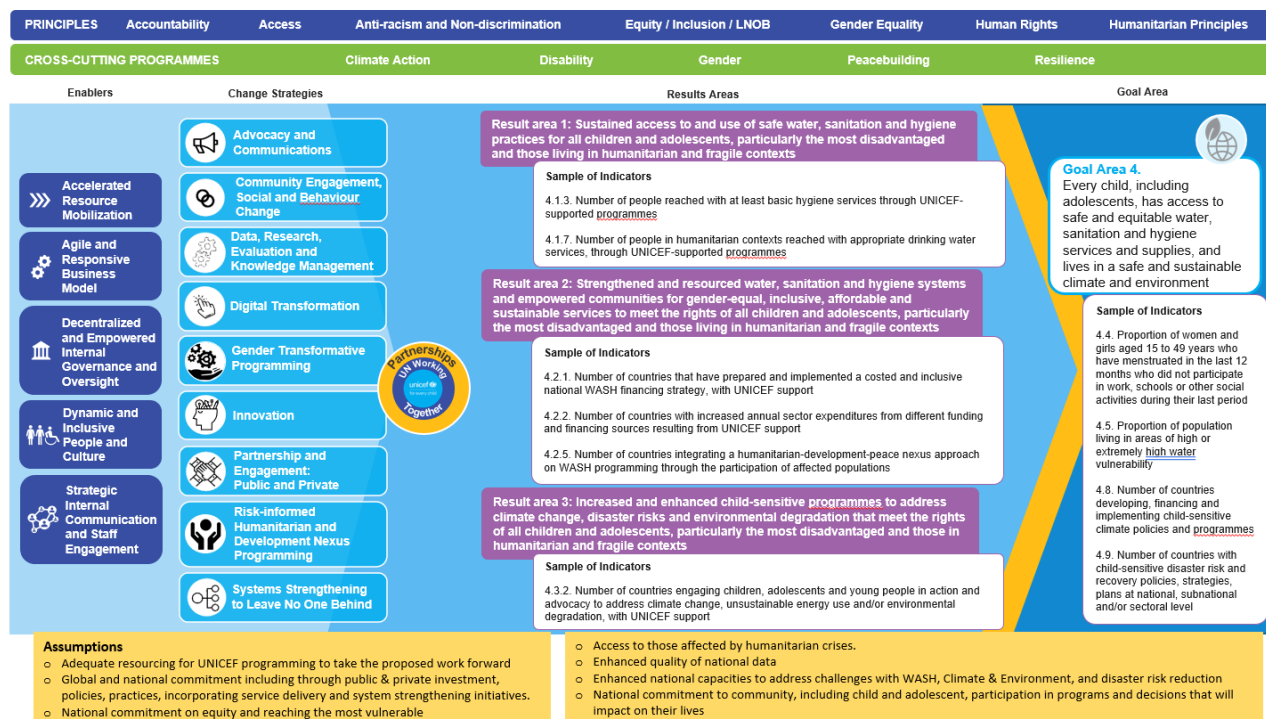 PRINCIPLES Accountability Access Anti-racism and Non-discrimination Equity / Inclusion / LNOB Gender Equality Human Rights Humanitarian Principles
CROSS-CUTTING PROGRAMMES Climate Action Disability Gender Peacebuilding Resilience
Enablers
Accelerated
Resource
Mobilization
Agile and
Responsive
Business
Model
Decentralized
and Empowered
Internal
Governance and
Oversight
Dynamic and
Inclusive
People and
Culture
Strategic
Internal
Communication
and Staff
Engagement
Change Strategies
Advocacy and
Communications
Community Engagement,
Social and Behaviour
Change
Data, Research,
Evaluation and
Knowledge Management
Digital Transformation
Gender Transformative
Programming
Innovation
Partnership and
Engagement:
Public and Private
Risk-informed
Humanitarian and
Development Nexus
Programming
Systems Strengthening
to Leave No One Behind
Partnerships
UN Working
unicef
for every child
Together
Results Areas
Result area 1: Sustained access to and use of safe water, sanitation and hygiene
practices for all children and adolescents, particularly the most disadvantaged
and those living in humanitarian and fragile contexts
Sample of Indicators
4.1.3. Number of people reached with at least basic hygiene services through UNICEF-
supported programmes
4.1.7. Number of people in humanitarian contexts reached with appropriate drinking water
services, through UNICEF-supported programmes
Result area 2: Strengthened and resourced water, sanitation and hygiene systems
and empowered communities for gender-equal, inclusive, affordable and
sustainable services to meet the rights of all children and adolescents, particularly
the most disadvantaged and those living in humanitarian and fragile contexts
Sample of Indicators
4.2.1. Number of countries that have prepared and implemented a costed and inclusive
national WASH financing strategy, with UNICEF support
4.2.2. Number of countries with increased annual sector expenditures from different funding
and financing sources resulting from UNICEF support
4.2.5. Number of countries integrating a humanitarian-development-peace nexus approach
on WASH programming through the participation of affected populations
Result area 3: Increased and enhanced child-sensitive programmes to address
climate change, disaster risks and environmental degradation that meet the rights
of all children and adolescents, particularly the most disadvantaged and those in
humanitarian and fragile contexts
Sample of Indicators
4.3.2. Number of countries engaging children, adolescents and young people in action and
advocacy to address climate change, unsustainable energy use and/or environmental
degradation, with UNICEF support
Goal Area
Goal Area 4.
Every child, including
adolescents, has access to
safe and equitable water,
sanitation and hygiene
services and supplies, and
lives in a safe and sustainable
climate and environment
Sample of Indicators
4.4. Proportion of women and
girls aged 15 to 49 years who
have menstruated in the last 12
months who did not participate
in work, schools or other social
activities during their last period
4.5. Proportion of population
living in areas of high or
extremely high water
vulnerability
4.8. Number of countries
developing, financing and
implementing child-sensitive
climate policies and programmes
4.9. Number of countries with
child-sensitive disaster risk and
recovery policies, strategies,
plans at national, subnational
and/or sectoral level
Assumptions
o Adequate resourcing for UNICEF programming to take the proposed work forward
o Global and national commitment including through public & private investment,
policies, practices, incorporating service delivery and system strengthening initiatives.
o National commitment on equity and reaching the most vulnerable
o Access to those affected by humanitarian crises.
o Enhanced quality of national data
o Enhanced national capacities to address challenges with WASH, Climate & Environment, and disaster risk reduction
o National commitment to community, including child and adolescent, participation in programs and decisions that will
impact on their lives